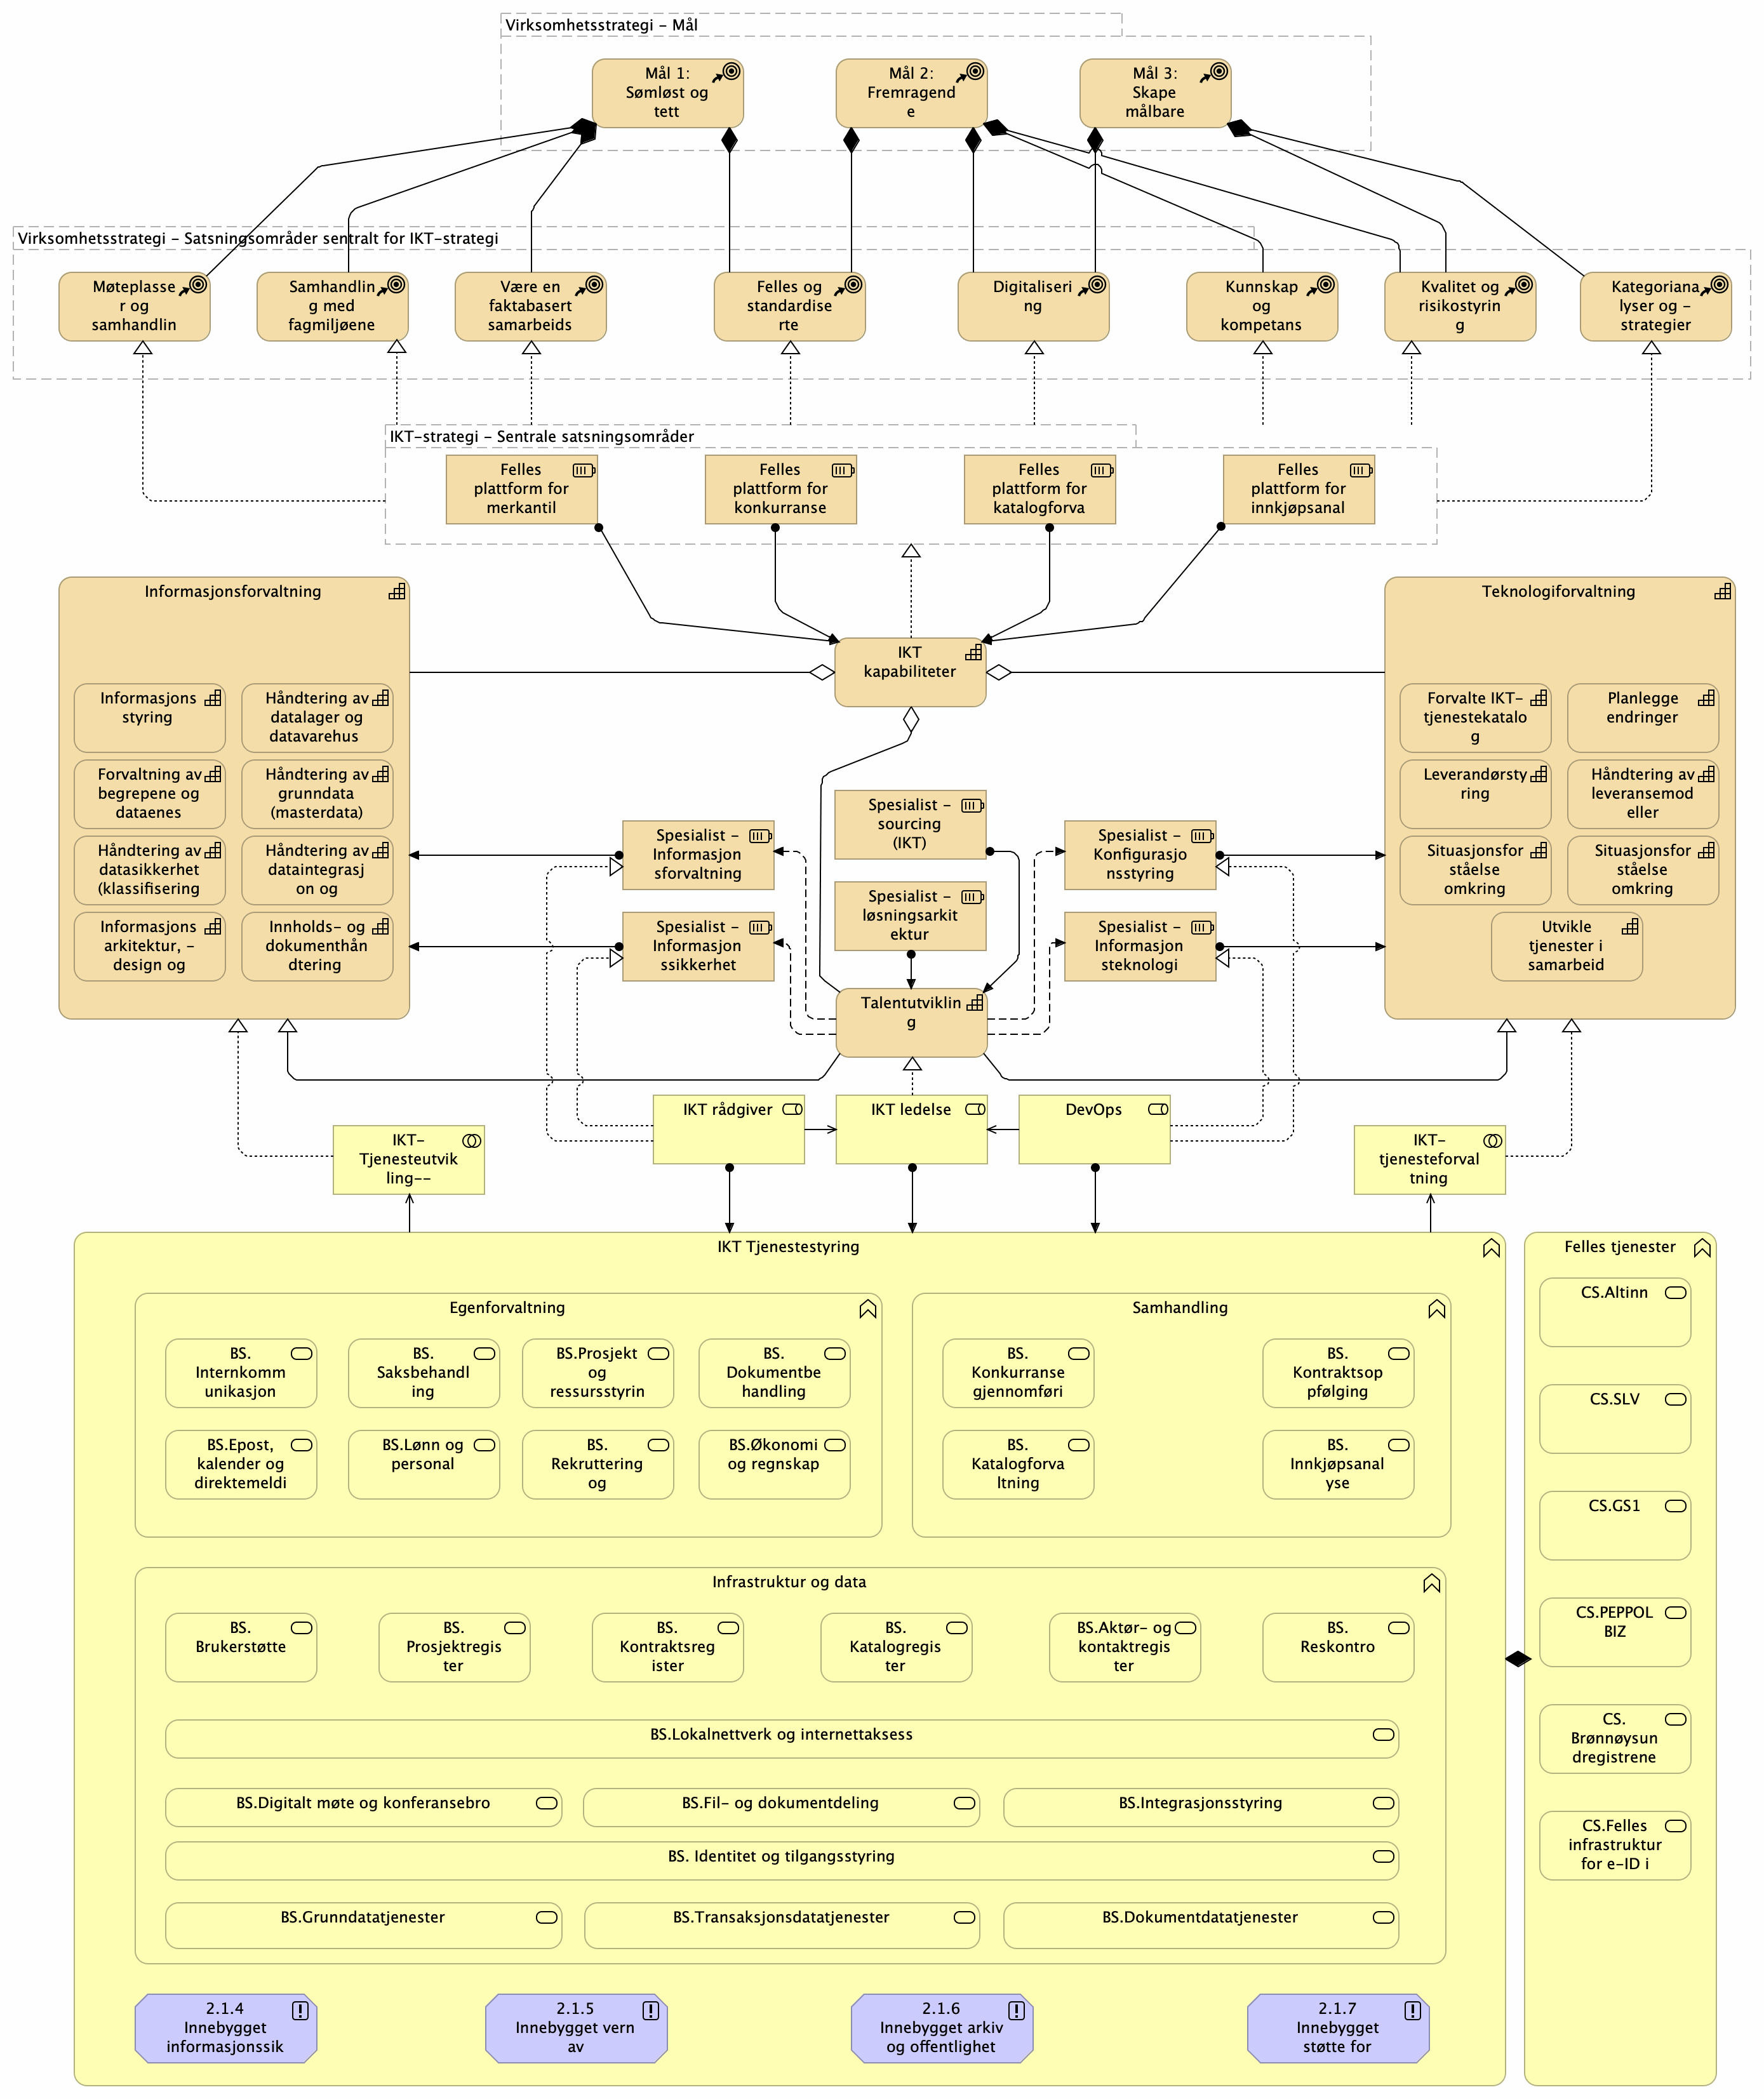 Virksomhetsstrategi – Mål
Mål 1:
Sømløst og
tett
Mål 2:
Fremragend
e
Mål 3:
Skape
målbare
Virksomhetsstrategi – Satsningsområder sentralt for IKT-strategi
Møteplasse
r og
samhandlin
Samhandlin
g med
fagmiljøene
Være en
faktabasert
samarbeids
Felles og
standardise
rte
Digitaliseri
ng
Kunnskap
og
kompetans
Kvalitet og
risikostyrin
g
Kategoriana
lyser og –
strategier
IKT-strategi – Sentrale satsningsområder
Felles
plattform for
merkantil
Felles
plattform for
konkurranse
Felles
plattform for
katalogforva
Felles
plattform for
innkjøpsanal
Informasjonsforvaltning
Informasjons
styring
Håndtering av
datalager og
datavarehus
Forvaltning av
begrepene og
dataenes
Håndtering av
grunndata
(masterdata)
Håndtering av
datasikkerhet
(klassifisering
Håndtering av
dataintegrasj
on og
Informasjons
arkitektur, –
design og
Innholds– og
dokumenthån
dtering
IKT
kapabiliteter
Teknologiforvaltning
Forvalte IKT–
tjenestekatalo
g
Planlegge
endringer
Leverandørsty
ring
Håndtering av
leveransemod
eller
Situasjonsfor
ståelse
omkring
Situasjonsfor
ståelse
omkring
Utvikle
tjenester i
samarbeid
Spesialist –
Informasjon
sforvaltning
Spesialist –
Informasjon
ssikkerhet
Spesialist –
sourcing
(IKT)
Spesialist –
løsningsarkit
ektur
Spesialist –
Konfigurasjo
nsstyring
Spesialist –
Informasjon
steknologi
Talentutviklin
g
IKT rådgiver
IKT ledelse
DevOps
IKT–
Tjenesteutvik
ling––
IKT–
tjenesteforval
tning
IKT Tjenestestyring
Egenforvaltning
BS.
Internkomm
unikasjon
BS.
Saksbehandl
ing
BS.Prosjekt
og
ressursstyrin
BS.
Dokumentbe
handling
BS.Epost,
kalender og
direktemeldi
BS.Lønn og
personal
BS.
Rekruttering
og
BS.Økonomi
og regnskap
Samhandling
BS.
Konkurranse
gjennomføri
BS.
Kontraktsop
pfølging
BS.
Katalogforva
ltning
BS.
Innkjøpsanal
yse
Infrastruktur og data
BS.
Brukerstøtte
BS.
Prosjektregis
ter
BS.
Kontraktsreg
ister
BS.
Katalogregis
ter
BS.Aktør– og
kontaktregis
ter
BS.
Reskontro
BS.Lokalnettverk og internettaksess
BS.Digitalt møte og konferansebro
BS.Fil– og dokumentdeling
BS.Integrasjonsstyring
BS. Identitet og tilgangsstyring
BS.Grunndatatjenester
BS.Transaksjonsdatatjenester
BS.Dokumentdatatjenester
2.1.4
Innebygget
informasjonssik
2.1.5
Innebygget vern
av
2.1.6
Innebygget arkiv
og offentlighet
2.1.7
Innebygget
støtte for
Felles tjenester
CS.Altinn
CS.SLV
CS.GS1
CS.PEPPOL
BIZ
CS.
Brønnøysun
dregistrene
CS.Felles
infrastruktur
for e–ID i